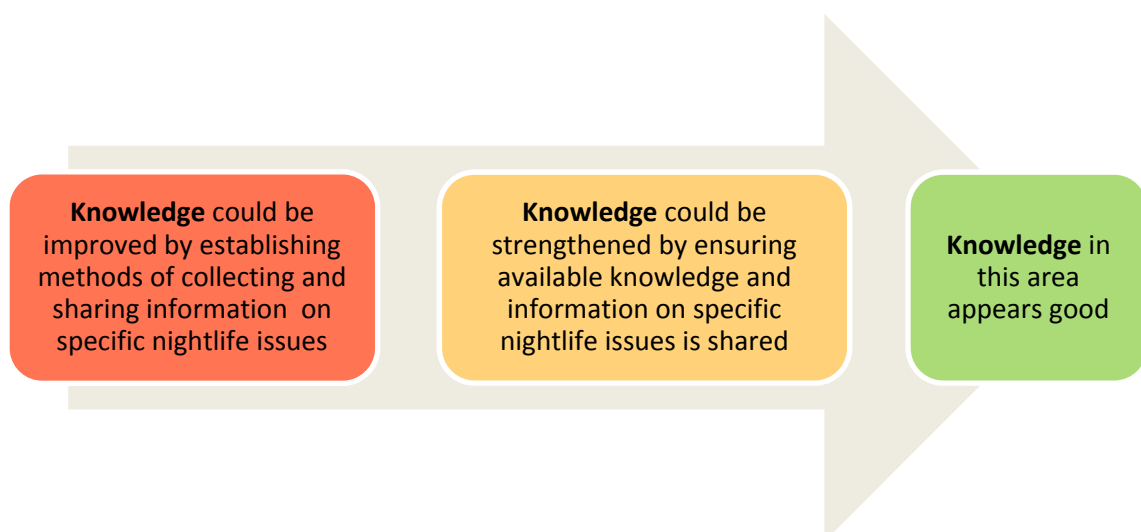 Knowledge could be
improved by establishing
methods of collecting and
sharing information  on
specific nightlife issues
Knowledge could be
strengthened by ensuring
available knowledge and
information on specific
nightlife issues is shared
Knowledge in
this area
appears good